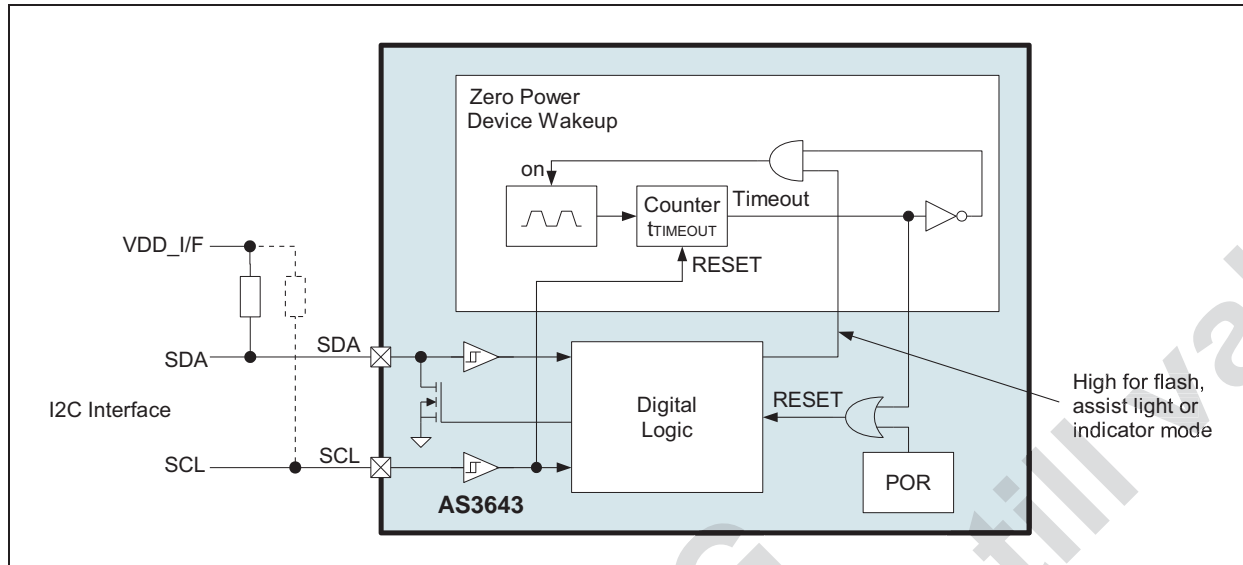 Zero Power
Device Wakeup
on
Counter
tTIMEOUT
Timeout
RESET
VDD_I/F
SDA
SDA
I2C Interface
SCL
SCL
Digital
Logic
RESET
POR
High for flash,
assist light or
indicator mode
AS3643
till